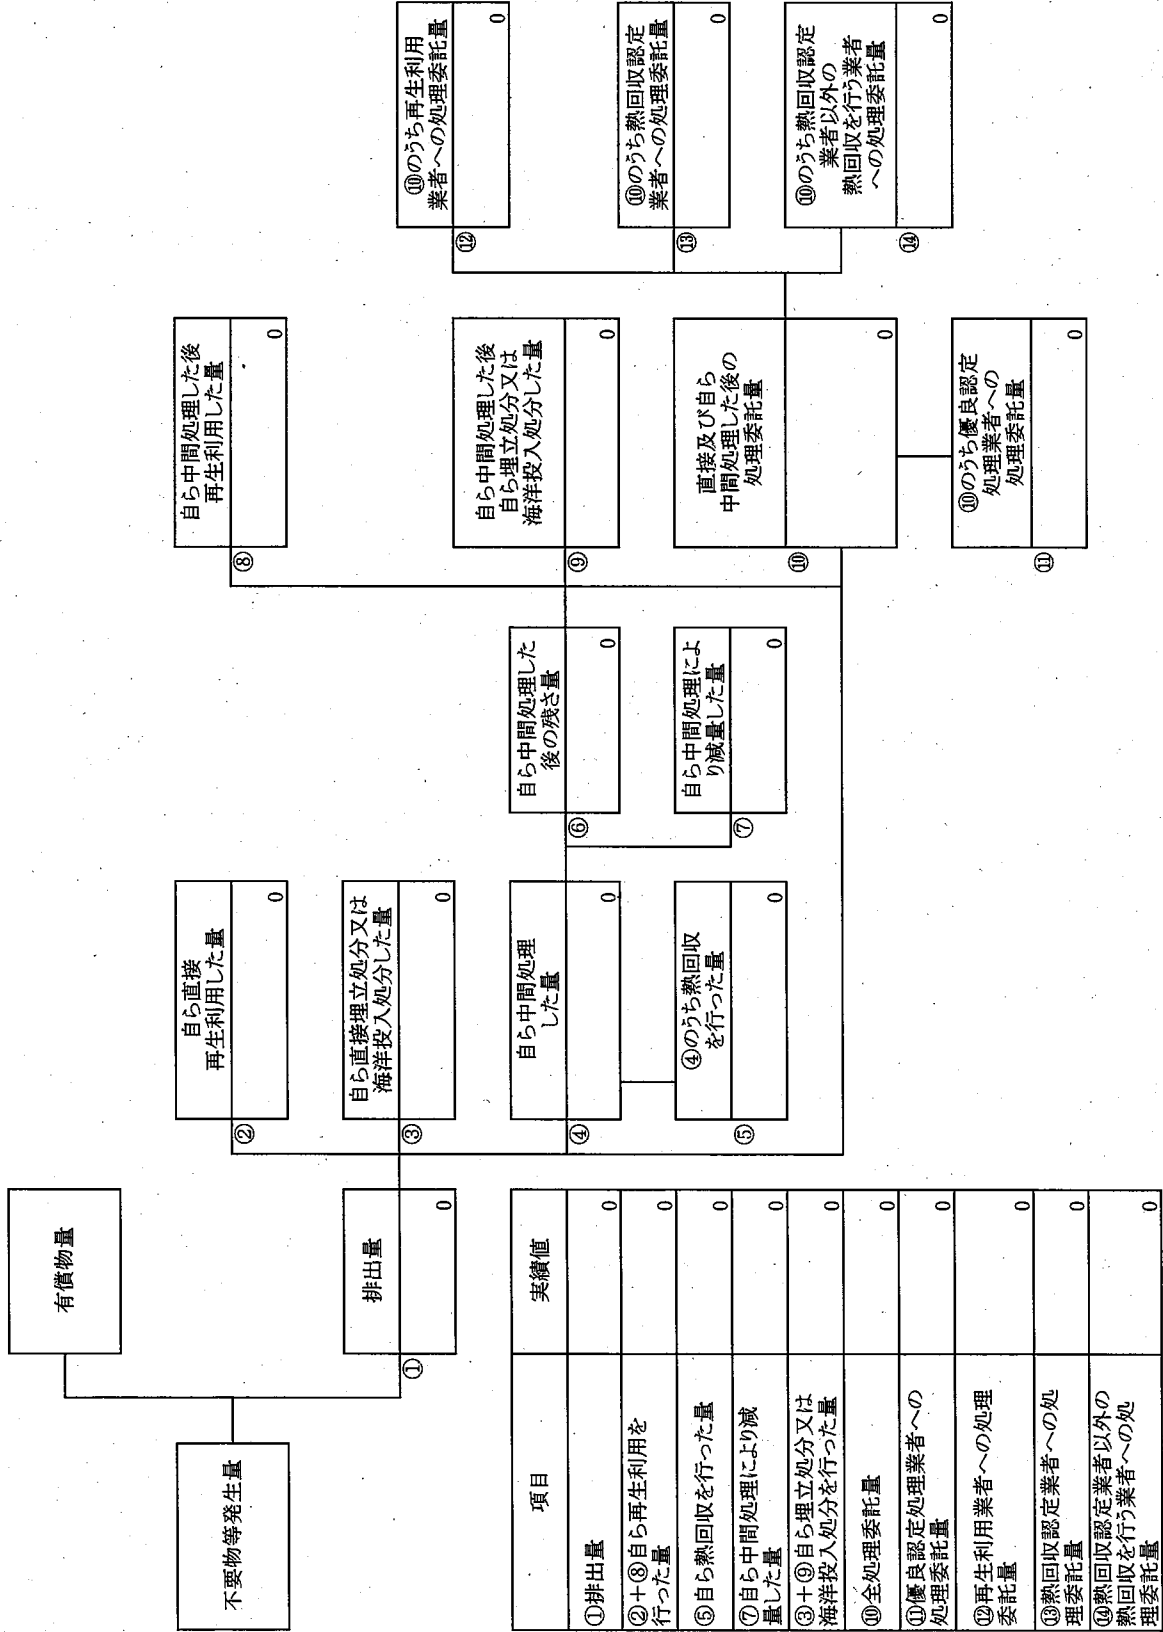 不要物等発生量
有償物量
排出量
①
0
自ら直接
再生利用した量
②
0
自ら直接埋立処分又は
海洋投入処分した量
③
0
自ら中間処理
した量
④
0
④のうち熱回収
を行った量
⑤
0
自ら中間処理した
後の残さ量
⑥
0
自ら中間処理によ
り減量した量
⑦
0
自ら中間処理した後
再生利用した量
⑧
0
自ら中間処理した後
自ら埋立処分又は
海洋投入処分した量
⑨
0
直接及び自ら
中間処理した後の
処理委託量
⑩
0
⑩のうち優良認定
処理業者への
処理委託量
⑪
0
⑩のうち再生利用
業者への処理委託量
⑫
0
⑩のうち熱回収認定
業者への処理委託量
⑬
0
⑩のうち熱回収認定
業者以外の
熱回収を行う業者
への処理委託量
⑭
0
項目 実績値
①排出量 0
②+⑧自ら再生利用を
行った量 0
⑤自ら熱回収を行った量 0
⑦自ら中間処理により減
量した量 0
③+⑨自ら埋立処分又は
海洋投入処分を行った量 0
⑩全処理委託量 0
⑪優良認定処理業者への
処理委託量 0
⑫再生利用業者への処理
委託量 0
⑬熱回収認定業者への処
理委託量 0
⑭熱回収認定業者以外の
熱回収を行う業者への処
理委託量 0